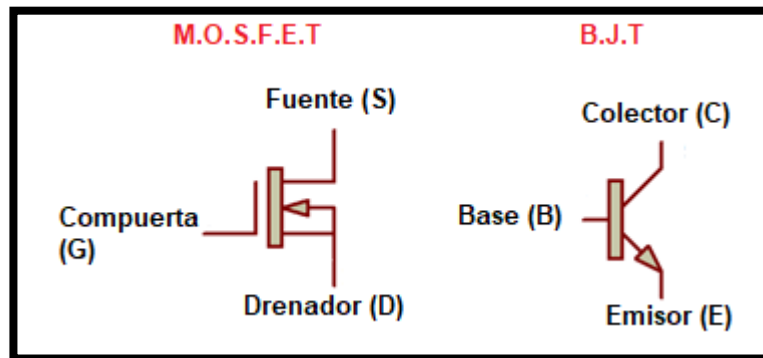 M.O.S.F.E.T
B.J.T
Fuente (S)
Colector (C)
Compuerta
(G)
Base (B)
Drenador (D)
Emisor (E)